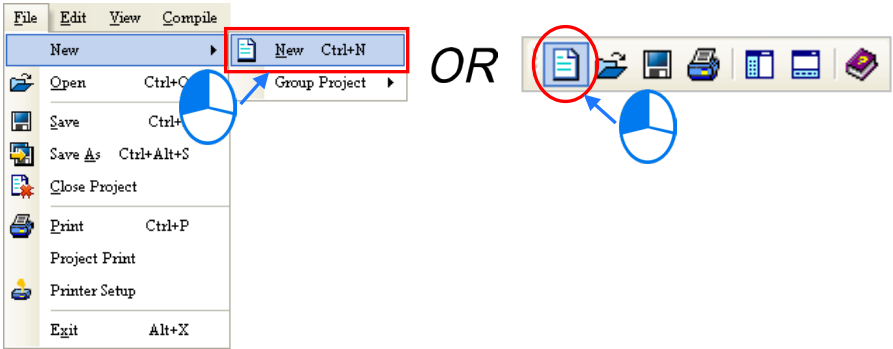 File Edit View Compile
New
New Ctrl+N
Group Project
OR
Open Ctrl+O
Save Ctrl+
Save As Ctrl+Alt+S
Close Project
Print Ctrl+P
Project Print
Printer Setup
Exit Alt+X